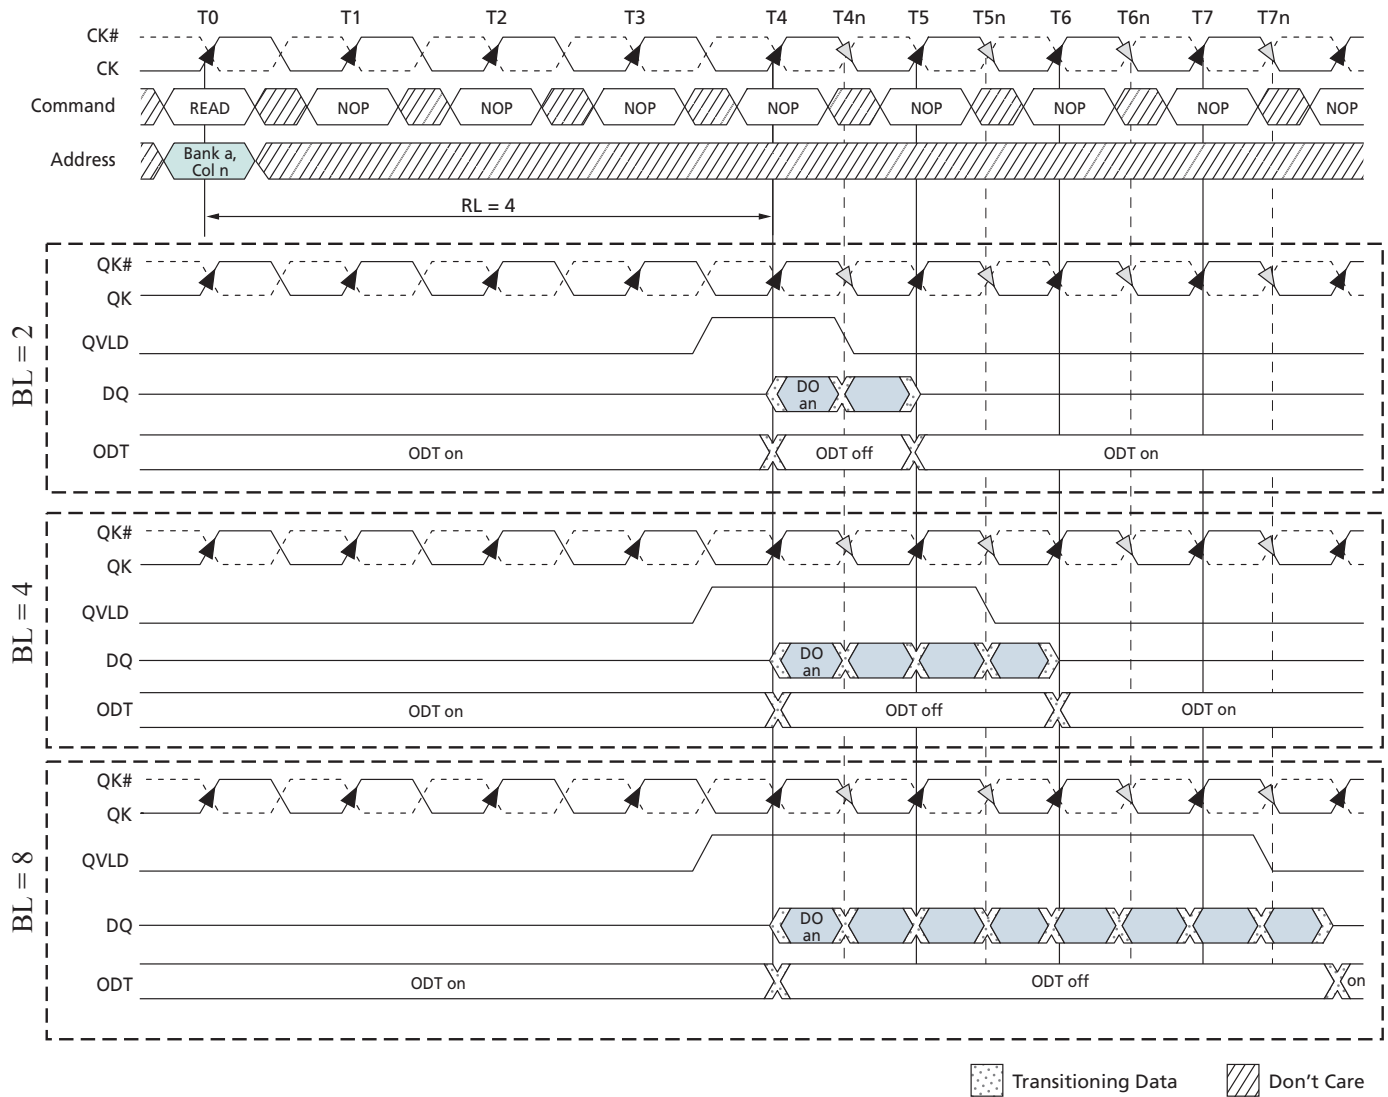 T0 T1 T2 T3 T4 T4n T5 T5n T6 T6n T7 T7n
CK#
CK
Command READ NOP NOP NOP NOP NOP NOP NOP NOP
Address Bank a,
Col n
RL = 4
BL = 2
QK#
QK
QVLD
DQ DO
an
ODT ODT on ODT off ODT on
BL = 4
QK#
QK
QVLD
DQ DO
an
ODT ODT on ODT off ODT on
BL = 8
QK#
QK
QVLD
DQ DO
an
ODT ODT on ODT off on
Transitioning Data Don't Care